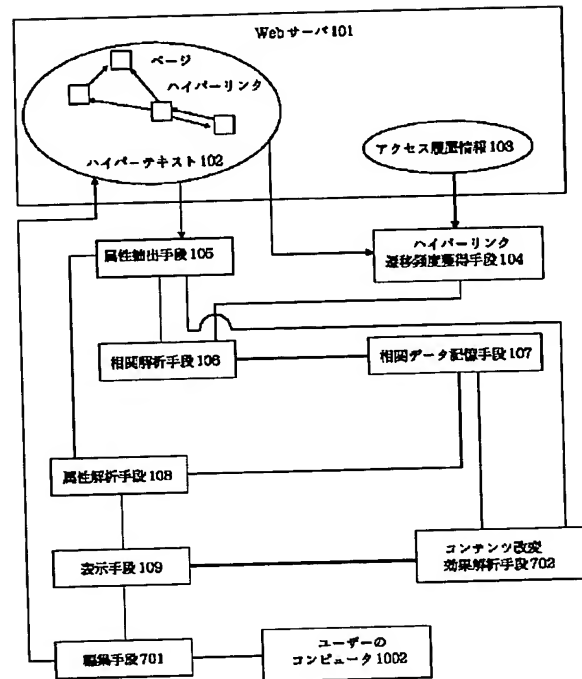 Webサーバ101
ページ
ハイパーリンク
ハイパーテキスト102
アクセス履歴情報103
属性抽出手段105
ハイパーリンク
遷移頻度獲得手段104
相関解析手段106
相関データ記憶手段107
属性解析手段108
表示手段109
コンテンツ改変
効果解析手段702
編集手段701
ユーザーの
コンピュータ1002